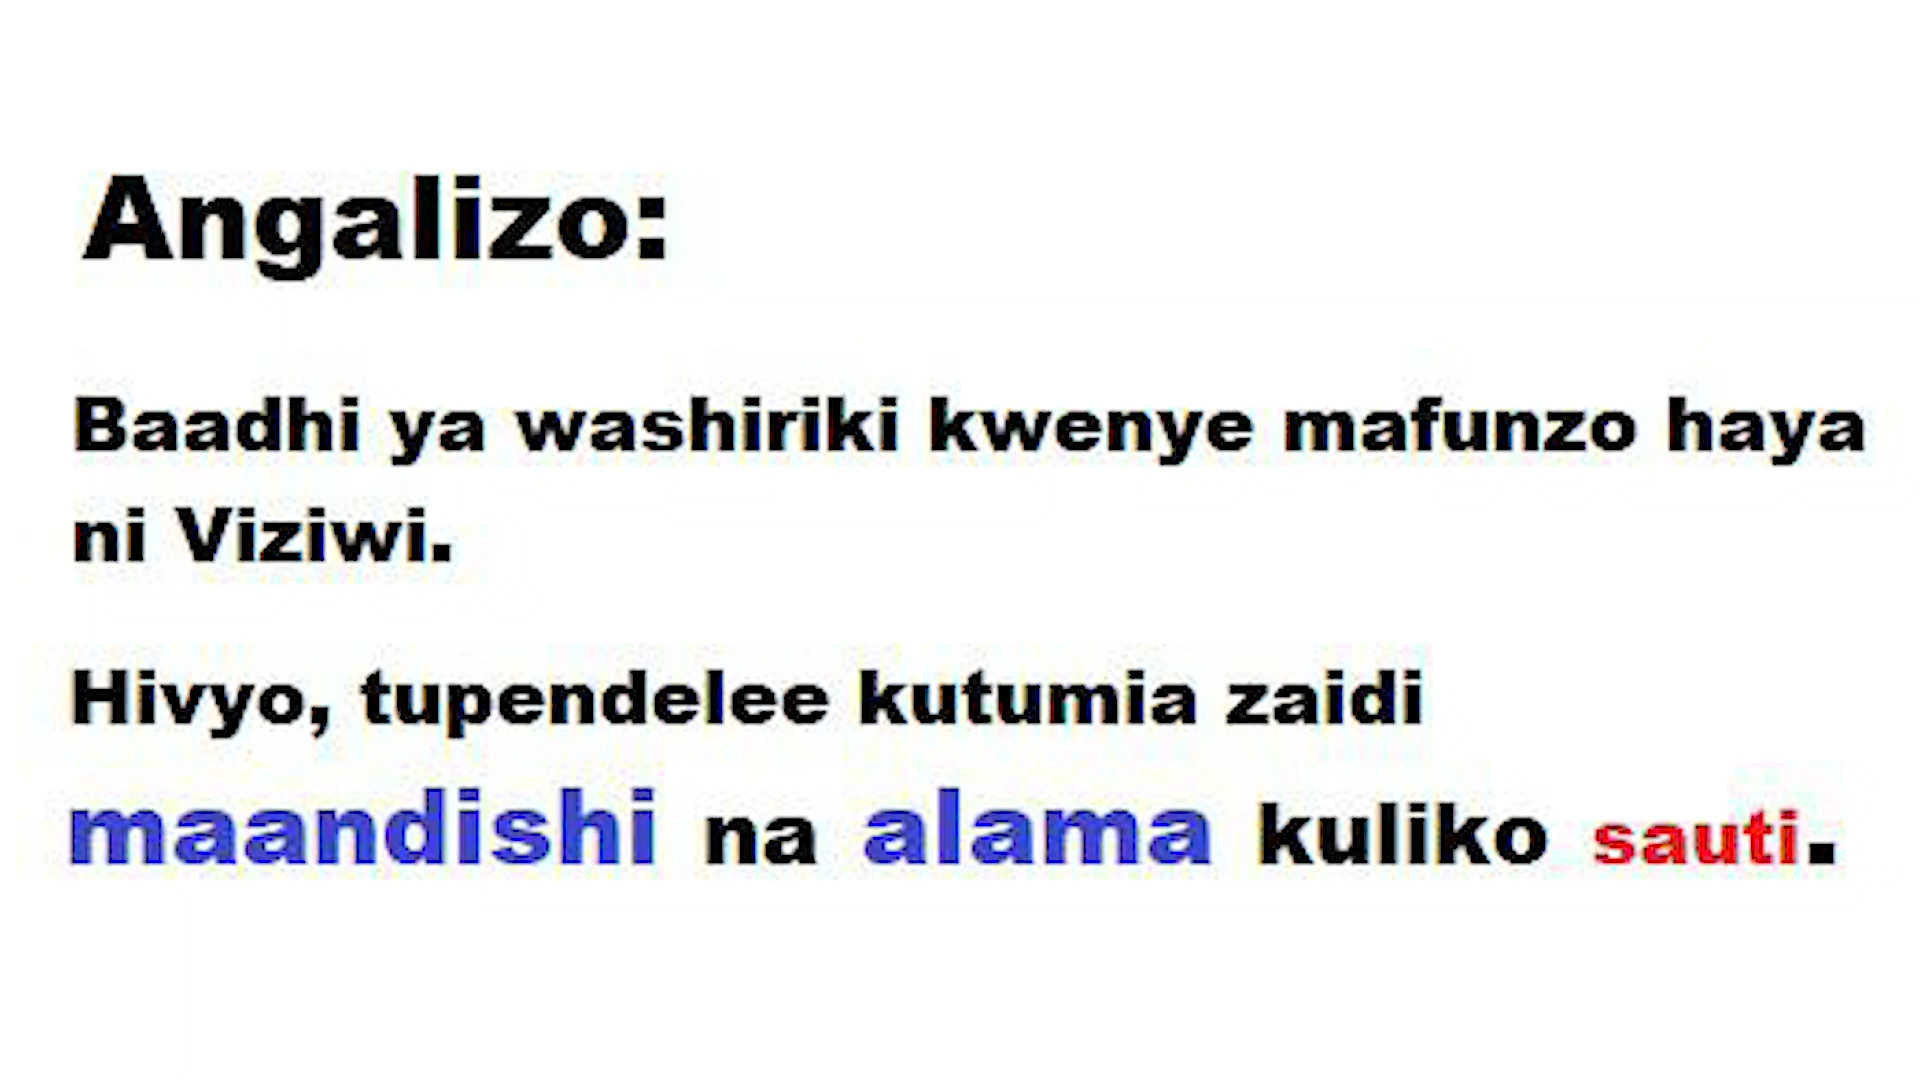 Angalizo:
Baadhi ya washiriki kwenye mafunzo haya
ni Viziwi.
Hivyo, tupendelee kutumia zaidi
maandishi na alama kuliko sauti.